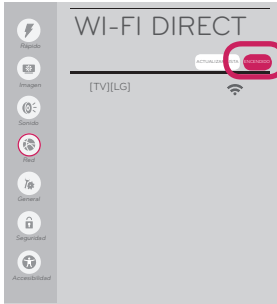 WI-FI DIRECT
ENCENDIDO
[TV][LG]
Rápido
Imagen
Sonido
Red
General
Seguridad
Accesibilidad